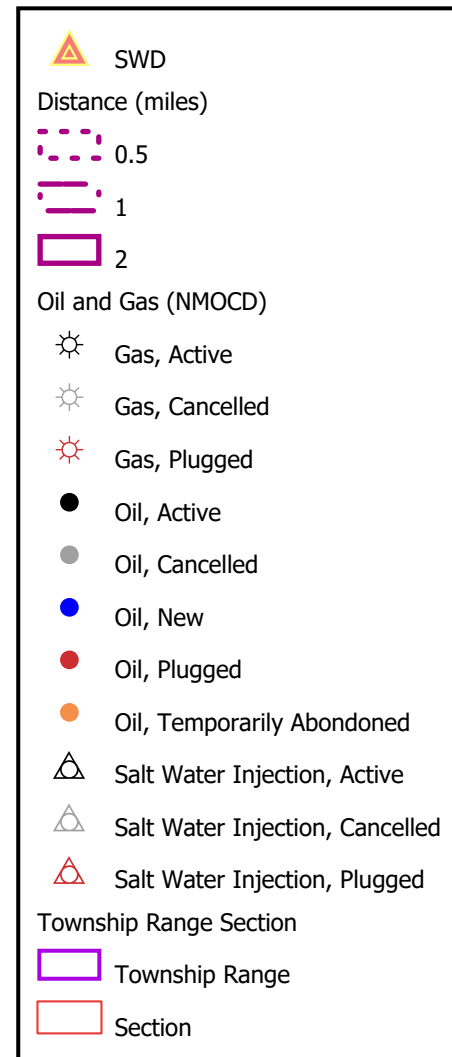 SWD
Distance (miles)
0.5
1
2
Oil and Gas (NMOCD)
Gas, Active
Gas, Cancelled
Gas, Plugged
Oil, Active
Oil, Cancelled
Oil, New
Oil, Plugged
Oil, Temporarily Abondoned
Salt Water Injection, Active
Salt Water Injection, Cancelled
Salt Water Injection, Plugged
Township Range Section
Township Range
Section